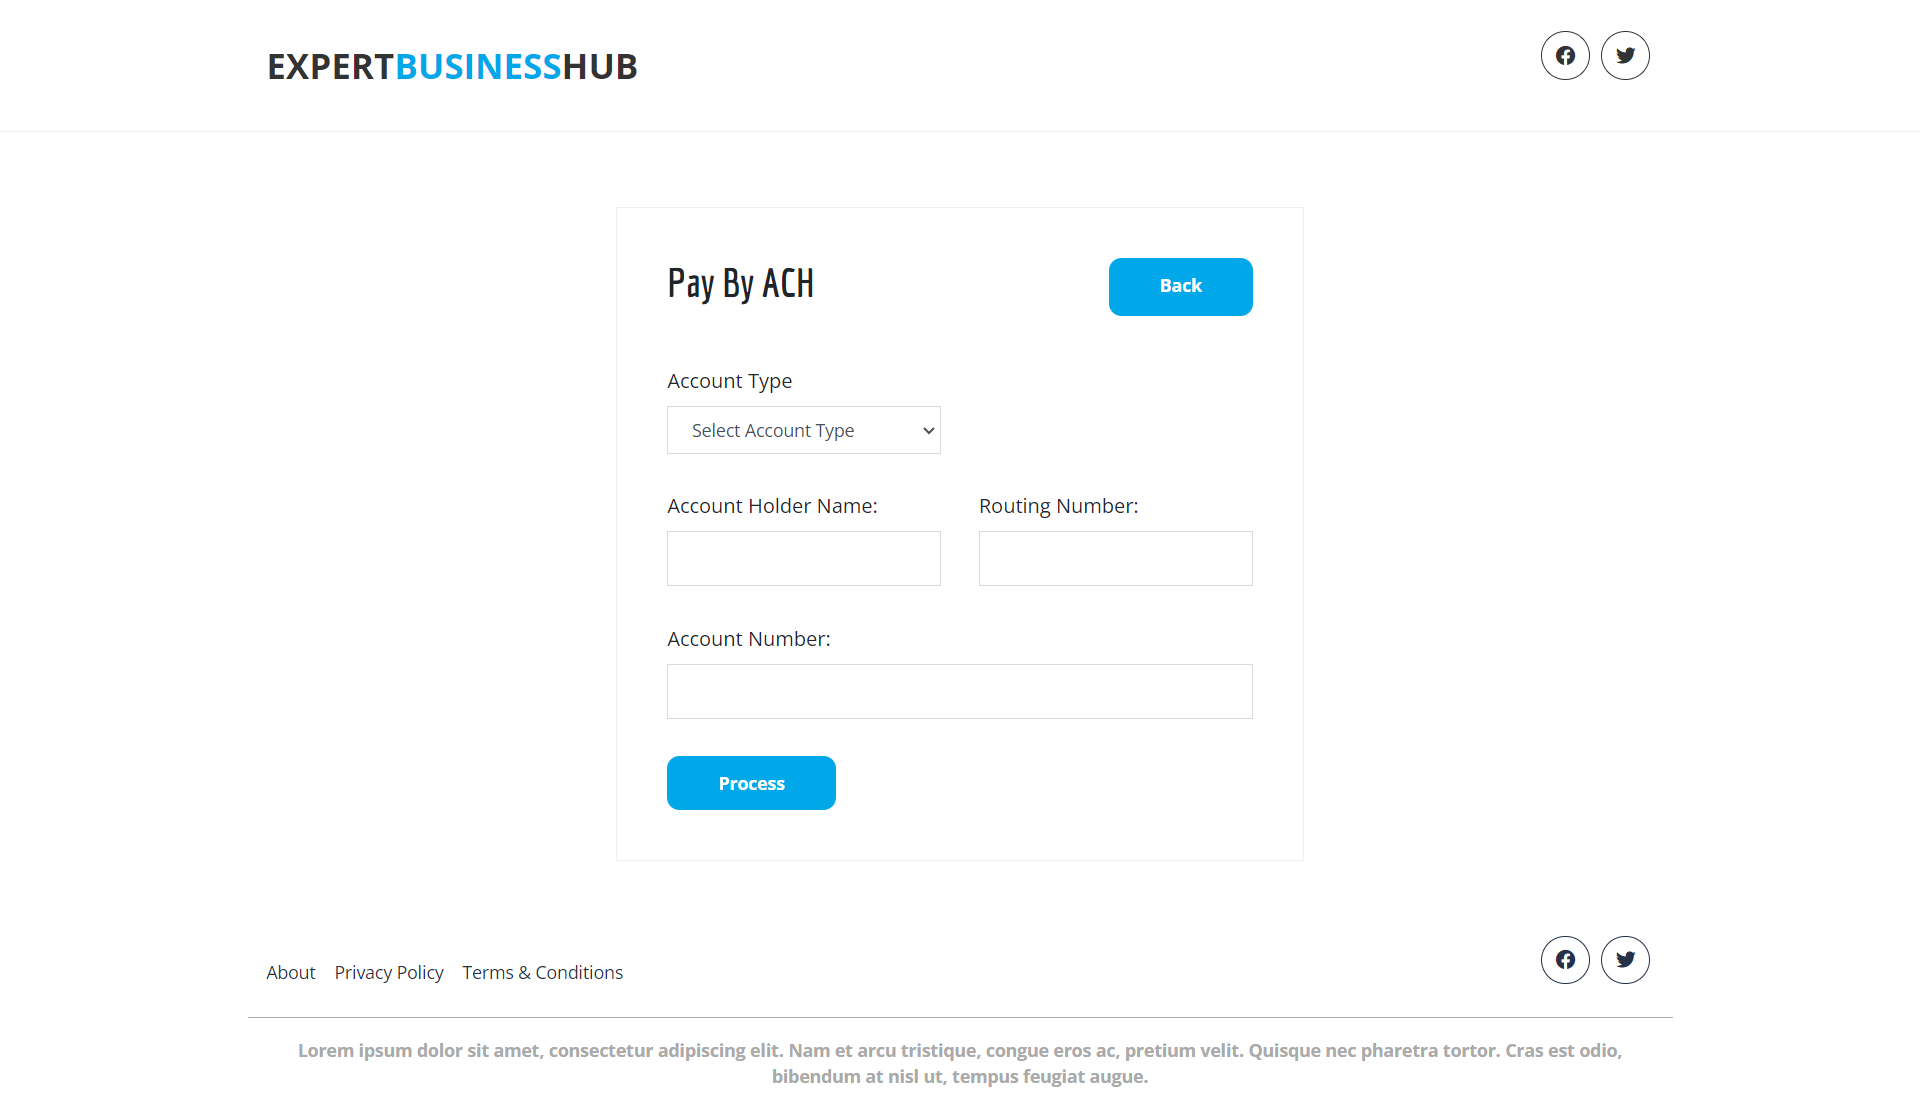 EXPERTBUSINESSHUB
Pay By ACH
Back
Account Type
Select Account Type
Account Holder Name:
Routing Number:
Account Number:
Process
About
Privacy Policy
Terms & Conditions
Lorem ipsum dolor sit amet, consectetur adipiscing elit. Nam et arcu tristique, congue eros ac, pretium velit. Quisque nec pharetra tortor. Cras est odio,
bibendum at nisl ut, tempus feugiat augue.